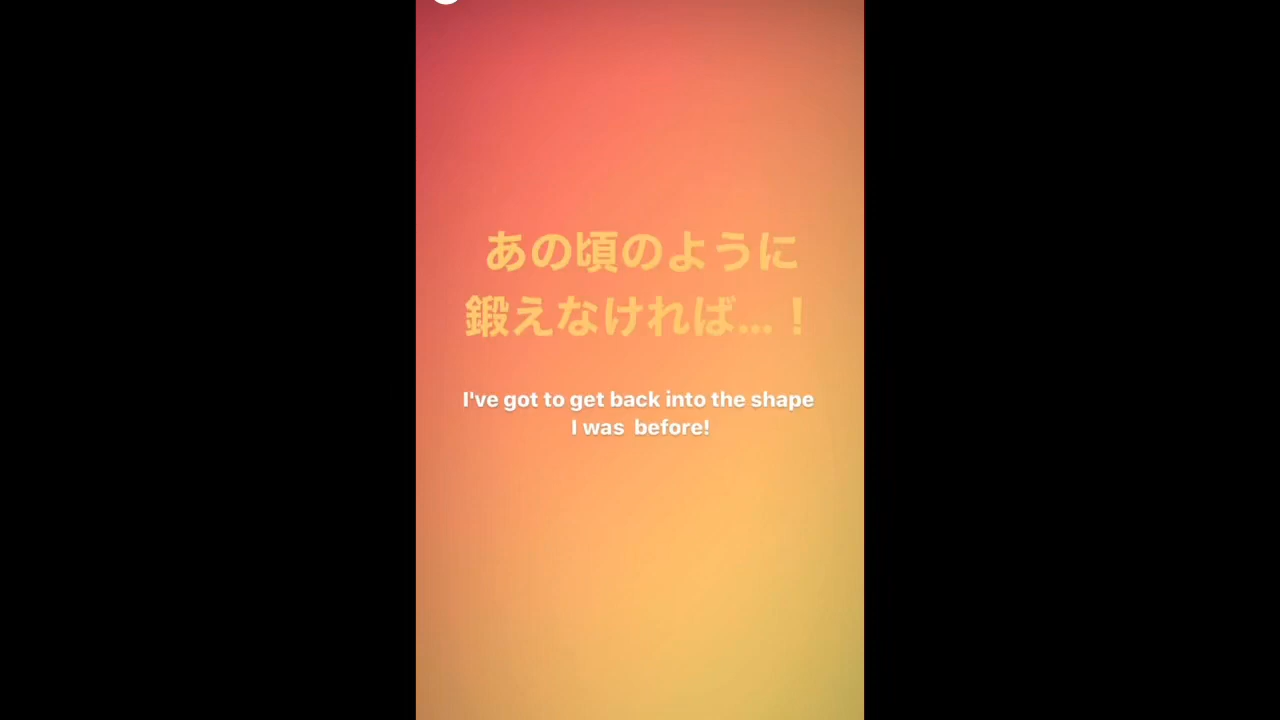 あの頃のように
鍛えなければ...！
I've got to get back into the shape
I was  before!